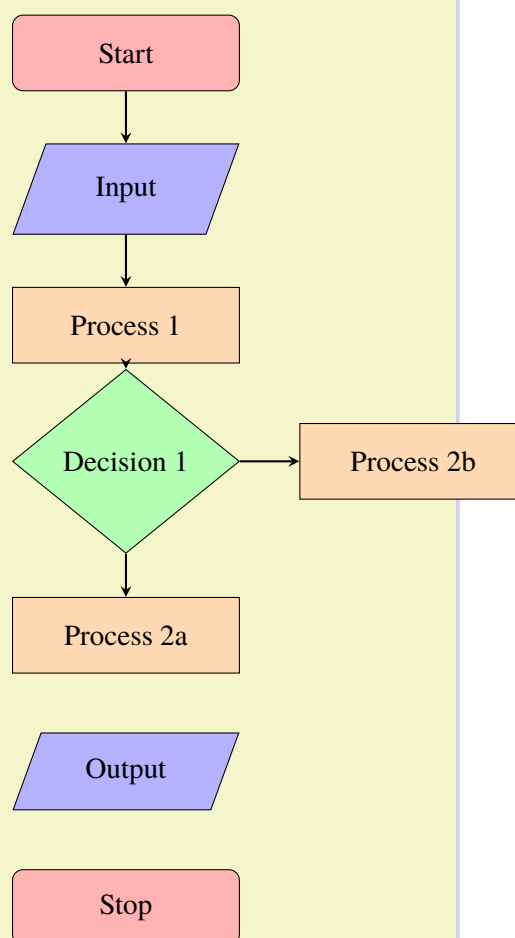 Start
Input
Process 1
Decision 1
Process 2b
Process 2a
Output
Stop